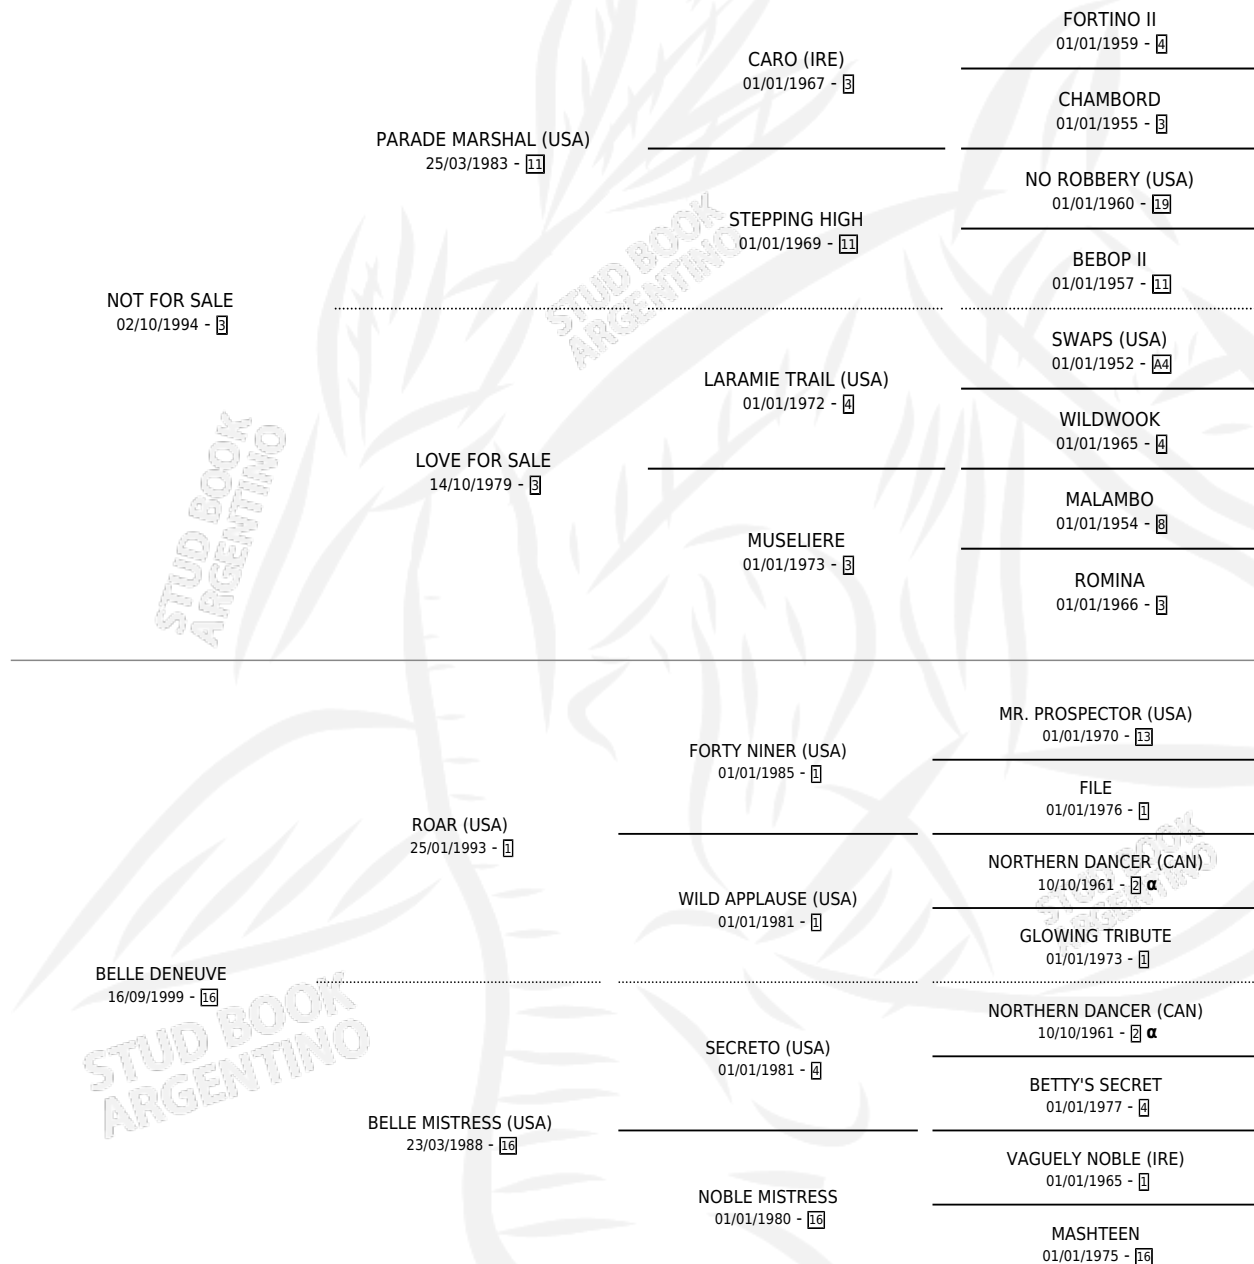 FORTINO II
01/01/1959 - 4
CARO (IRE)
01/01/1967 - 3
CHAMBORD
01/01/1955 - 3
PARADE MARSHAL (USA)
25/03/1983 - 11
NO ROBBERY (USA)
01/01/1960 - 19
STEPPING HIGH
01/01/1969 - 11
BEBOP II
01/01/1957 - 11
NOT FOR SALE
02/10/1994 - 3
SWAPS (USA)
01/01/1952 - A4
LARAMIE TRAIL (USA)
01/01/1972 - 4
WILDWOOK
01/01/1965 - 4
LOVE FOR SALE
14/10/1979 - 3
MALAMBO
01/01/1954 - 8
MUSELIERE
01/01/1973 - 3
ROMINA
01/01/1966 - 3
MR. PROSPECTOR (USA)
01/01/1970 - 13
FORTY NINER (USA)
01/01/1985 - 1
FILE
01/01/1976 - 1
ROAR (USA)
25/01/1993 - 1
NORTHERN DANCER (CAN)
10/10/1961 - 2 α
WILD APPLAUSE (USA)
01/01/1981 - 1
GLOWING TRIBUTE
01/01/1973 - 1
BELLE DENEUVE
16/09/1999 - 16
NORTHERN DANCER (CAN)
10/10/1961 - 2 α
SECRETO (USA)
01/01/1981 - 4
BETTY'S SECRET
01/01/1977 - 4
BELLE MISTRESS (USA)
23/03/1988 - 16
VAGUELY NOBLE (IRE)
01/01/1965 - 1
NOBLE MISTRESS
01/01/1980 - 16
MASHTEEN
01/01/1975 - 16
STUD BOOK
ARGENTINO
STUD BOOK
ARGENTINO
STUD BOOK
ARGENTINO
STUD BOOK
ARGENTINO